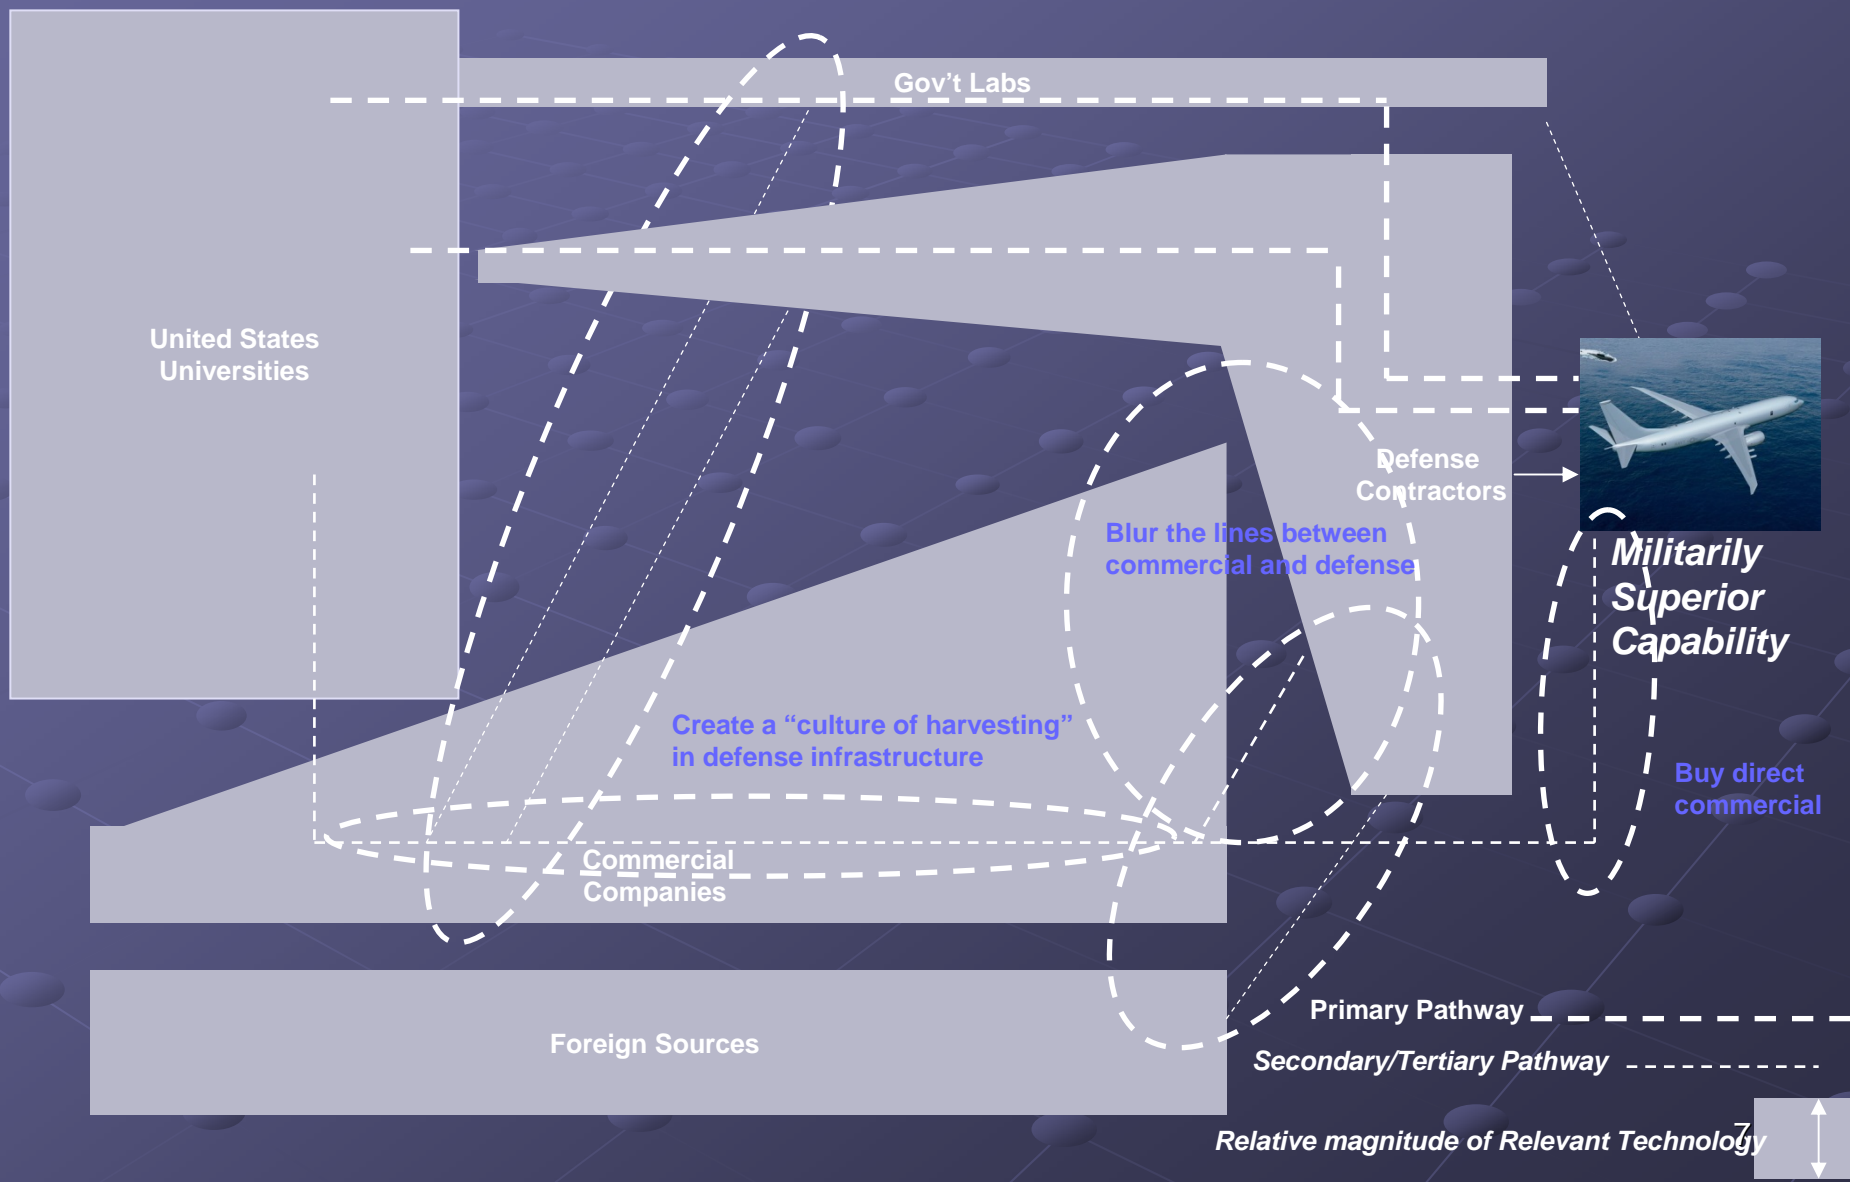 Gov’t Labs
United States
Universities
Defense
Contractors
Blur the lines between
commercial and defense
Militarily
Superior
Capability
Create a “culture of harvesting”
in defense infrastructure
Buy direct
commercial
Commercial
Companies
Foreign Sources
Primary Pathway
Secondary/Tertiary Pathway
Relative magnitude of Relevant Technology
7